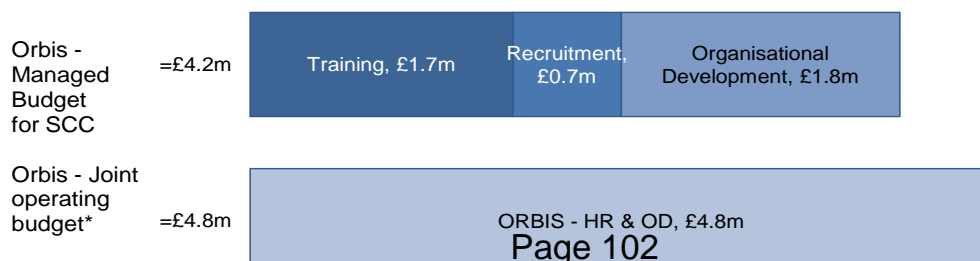 Orbis -
Managed
Budget
for SCC
=£4.2m
Training, £1.7m
Recruitment,
£0.7m
Organisational
Development, £1.8m
Orbis - Joint
operating
budget*
=£4.8m
ORBIS - HR & OD, £4.8m
Page 102